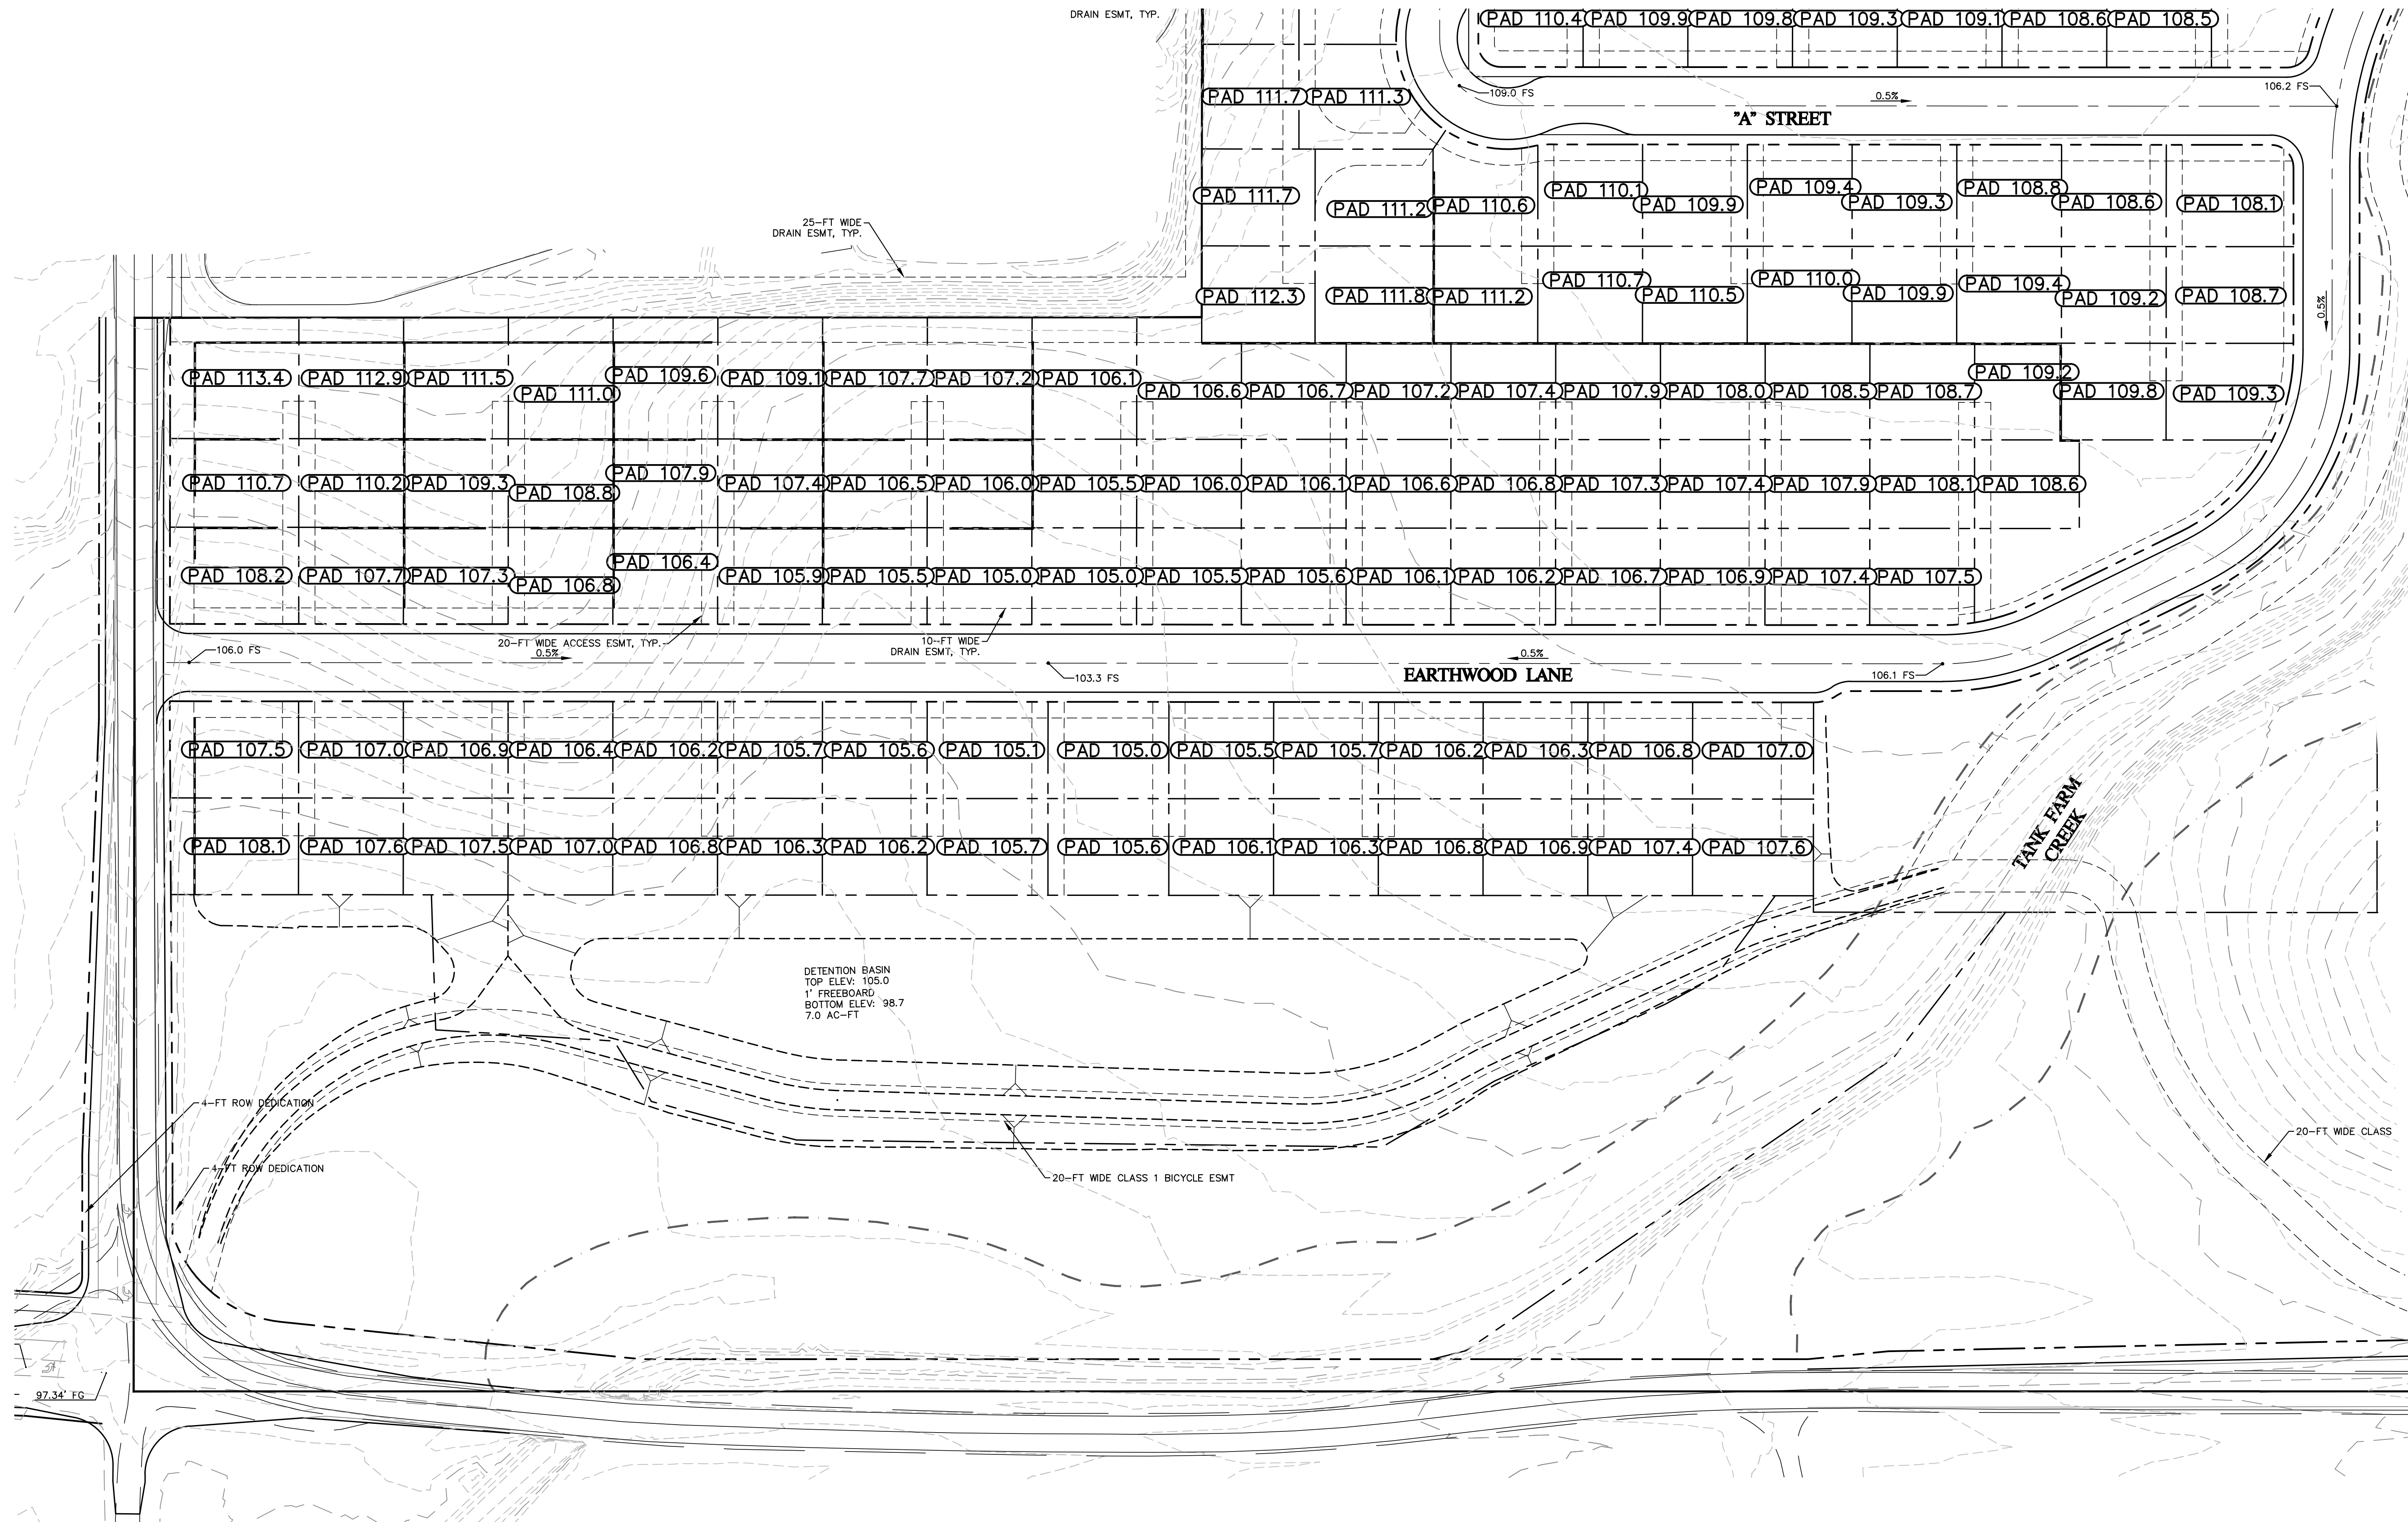 DRAIN ESMT, TYP.
PAD 110.4 PAD 109.9 PAD 109.8 PAD 109.3 PAD 109.1 PAD 108.6 PAD 108.5
109.0 FS
106.2 FS
0.5%
PAD 111.7 PAD 111.3
"A" STREET
PAD 111.7 PAD 111.2 PAD 110.6 PAD 110.1 PAD 109.9 PAD 109.4 PAD 109.3 PAD 108.8 PAD 108.6 PAD 108.1
25-FT WIDE
DRAIN ESMT, TYP.
PAD 112.3 PAD 111.8 PAD 111.2 PAD 110.7 PAD 110.5 PAD 110.0 PAD 109.9 PAD 109.4 PAD 109.2 PAD 108.7
0.5%
PAD 113.4 PAD 112.9 PAD 111.5 PAD 111.0 PAD 109.6 PAD 109.1 PAD 107.7 PAD 107.2 PAD 106.1 PAD 106.6 PAD 106.7 PAD 107.2 PAD 107.4 PAD 107.9 PAD 108.0 PAD 108.5 PAD 108.7 PAD 109.2 PAD 109.8 PAD 109.3
PAD 110.7 PAD 110.2 PAD 109.3 PAD 108.8 PAD 107.9 PAD 107.4 PAD 106.5 PAD 106.0 PAD 105.5 PAD 106.0 PAD 106.1 PAD 106.6 PAD 106.8 PAD 107.3 PAD 107.4 PAD 107.9 PAD 108.1 PAD 108.6
PAD 108.2 PAD 107.7 PAD 107.3 PAD 106.8 PAD 106.4 PAD 105.9 PAD 105.5 PAD 105.0 PAD 105.0 PAD 105.5 PAD 105.6 PAD 106.1 PAD 106.2 PAD 106.7 PAD 106.9 PAD 107.4 PAD 107.5
20-FT WIDE ACCESS ESMT, TYP.
10-FT WIDE
DRAIN ESMT, TYP.
106.0 FS
0.5%
0.5%
103.3 FS
EARTHWOOD LANE
106.1 FS
PAD 107.5 PAD 107.0 PAD 106.9 PAD 106.4 PAD 106.2 PAD 105.7 PAD 105.6 PAD 105.1 PAD 105.0 PAD 105.5 PAD 105.7 PAD 106.2 PAD 106.3 PAD 106.8 PAD 107.0
TANK FARM
CREEK
PAD 108.1 PAD 107.6 PAD 107.5 PAD 107.0 PAD 106.8 PAD 106.3 PAD 106.2 PAD 105.7 PAD 105.6 PAD 106.1 PAD 106.3 PAD 106.8 PAD 106.9 PAD 107.4 PAD 107.6
DETENTION BASIN
TOP ELEV: 105.0
1' FREEBOARD
BOTTOM ELEV: 98.7
7.0 AC-FT
4-FT ROW DEDICATION
4-FT ROW DEDICATION
20-FT WIDE CLASS 1 BICYCLE ESMT
20-FT WIDE CLASS
97.34' FG